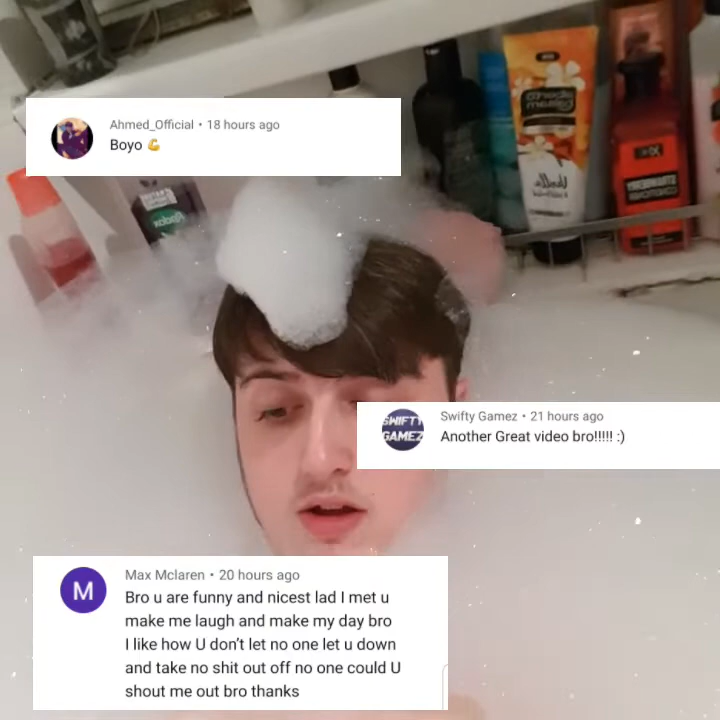 Ahmed_Official • 18 hours ago
Boyo 💪
SWIFTY
GAMEZ
Swifty Gamez • 21 hours ago
Another Great video bro!!!!! :)
M
Max Mclaren • 20 hours ago
Bro u are funny and nicest lad I met u
make me laugh and make my day bro
I like how U don't let no one let u down
and take no shit out off no one could U
shout me out bro thanks